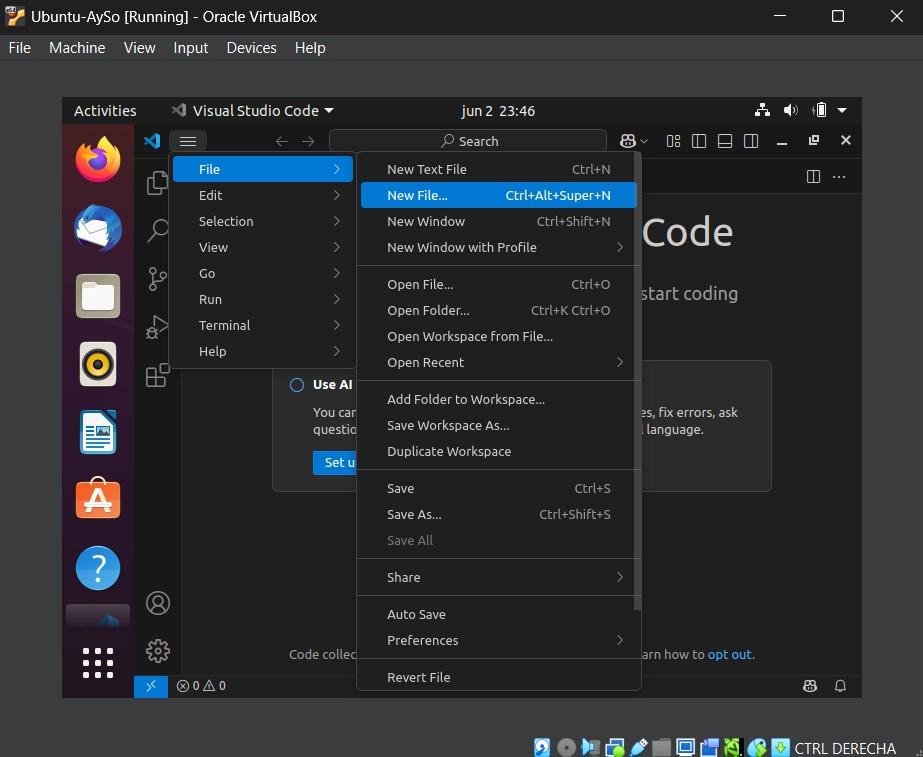 Ubuntu-AySo [Running] - Oracle VirtualBox
File Machine View Input Devices Help
Activities Visual Studio Code jun 2 23:46
Search
File
Edit
Selection
View
Go
Run
Terminal
Help
New Text File Ctrl+N
New File... Ctrl+Alt+Super+N
New Window Ctrl+Shift+N
New Window with Profile
Open File... Ctrl+O
Open Folder... Ctrl+K Ctrl+O
Open Workspace from File...
Open Recent
Add Folder to Workspace...
Save Workspace As...
Duplicate Workspace
Save Ctrl+S
Save As... Ctrl+Shift+S
Save All
Share
Auto Save
Preferences
Revert File
Code
start coding
Use AI
You can
es, fix errors, ask
questio
l language.
Set u
Code collec
arn how to opt out.
0 0
CTRL DERECHA